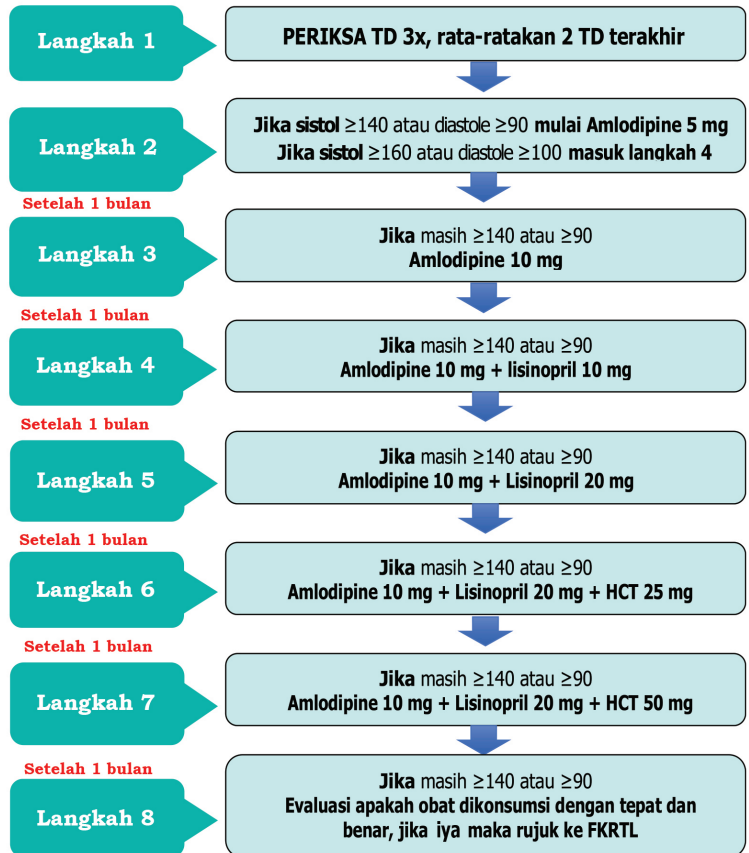 Langkah 1
PERIKSA TD 3x, rata-ratakan 2 TD terakhir
Langkah 2
Jika sistol ≥140 atau diastole ≥90 mulai Amlodipine 5 mg
Jika sistol ≥160 atau diastole ≥100 masuk langkah 4
Setelah 1 bulan
Langkah 3
Jika masih ≥140 atau ≥90
Amlodipine 10 mg
Setelah 1 bulan
Langkah 4
Jika masih ≥140 atau ≥90
Amlodipine 10 mg + lisinopril 10 mg
Setelah 1 bulan
Langkah 5
Jika masih ≥140 atau ≥90
Amlodipine 10 mg + Lisinopril 20 mg
Setelah 1 bulan
Langkah 6
Jika masih ≥140 atau ≥90
Amlodipine 10 mg + Lisinopril 20 mg + HCT 25 mg
Setelah 1 bulan
Langkah 7
Jika masih ≥140 atau ≥90
Amlodipine 10 mg + Lisinopril 20 mg + HCT 50 mg
Setelah 1 bulan
Langkah 8
Jika masih ≥140 atau ≥90
Evaluasi apakah obat dikonsumsi dengan tepat dan
benar, jika iya maka rujuk ke FKRTL